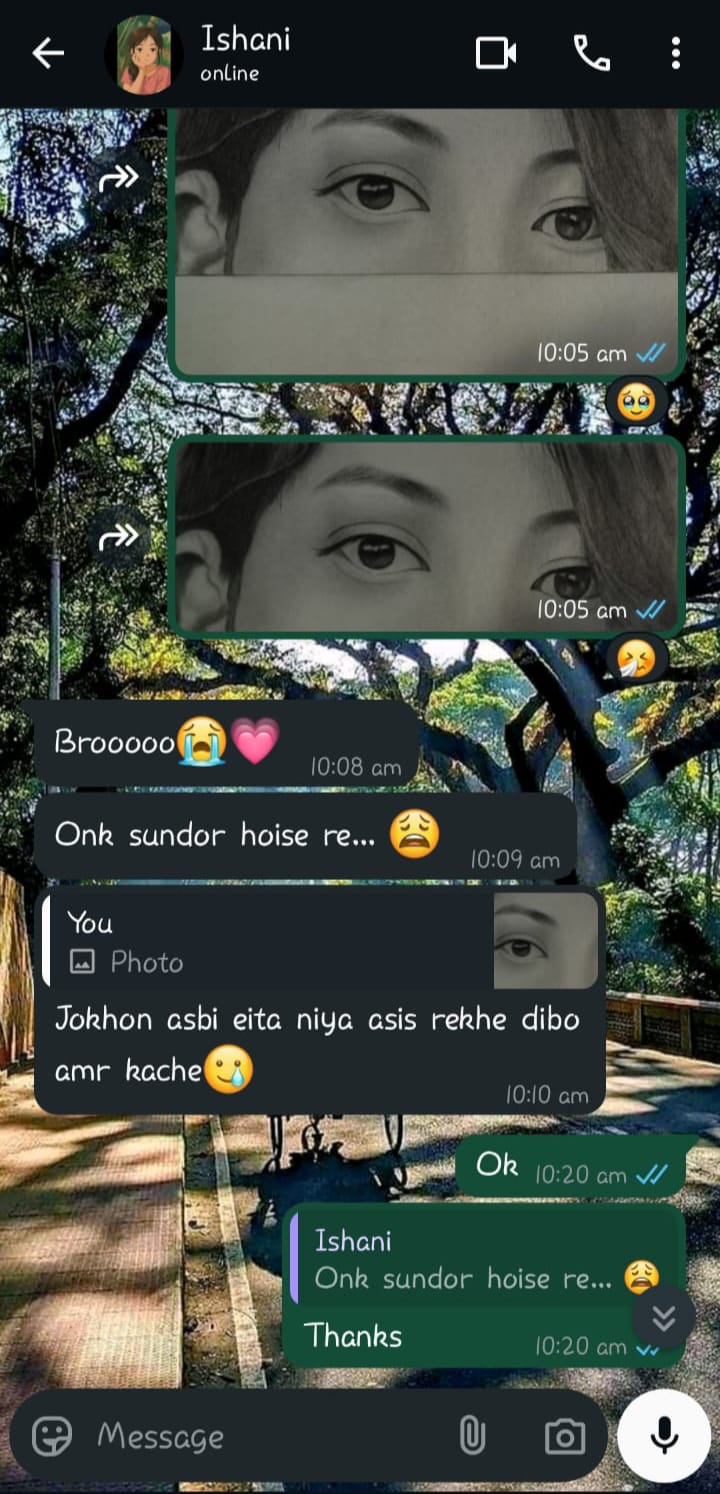 Ishani
online
10:05 am
10:05 am
Brooooo😭💗
10:08 am
Onk sundor hoise re... 😩
10:09 am
You
Photo
Jokhon asbi eita niya asis rekhe dibo
amr kache🥲
10:10 am
Ok 10:20 am
Ishani
Onk sundor hoise re... 😩
Thanks 10:20 am
Message